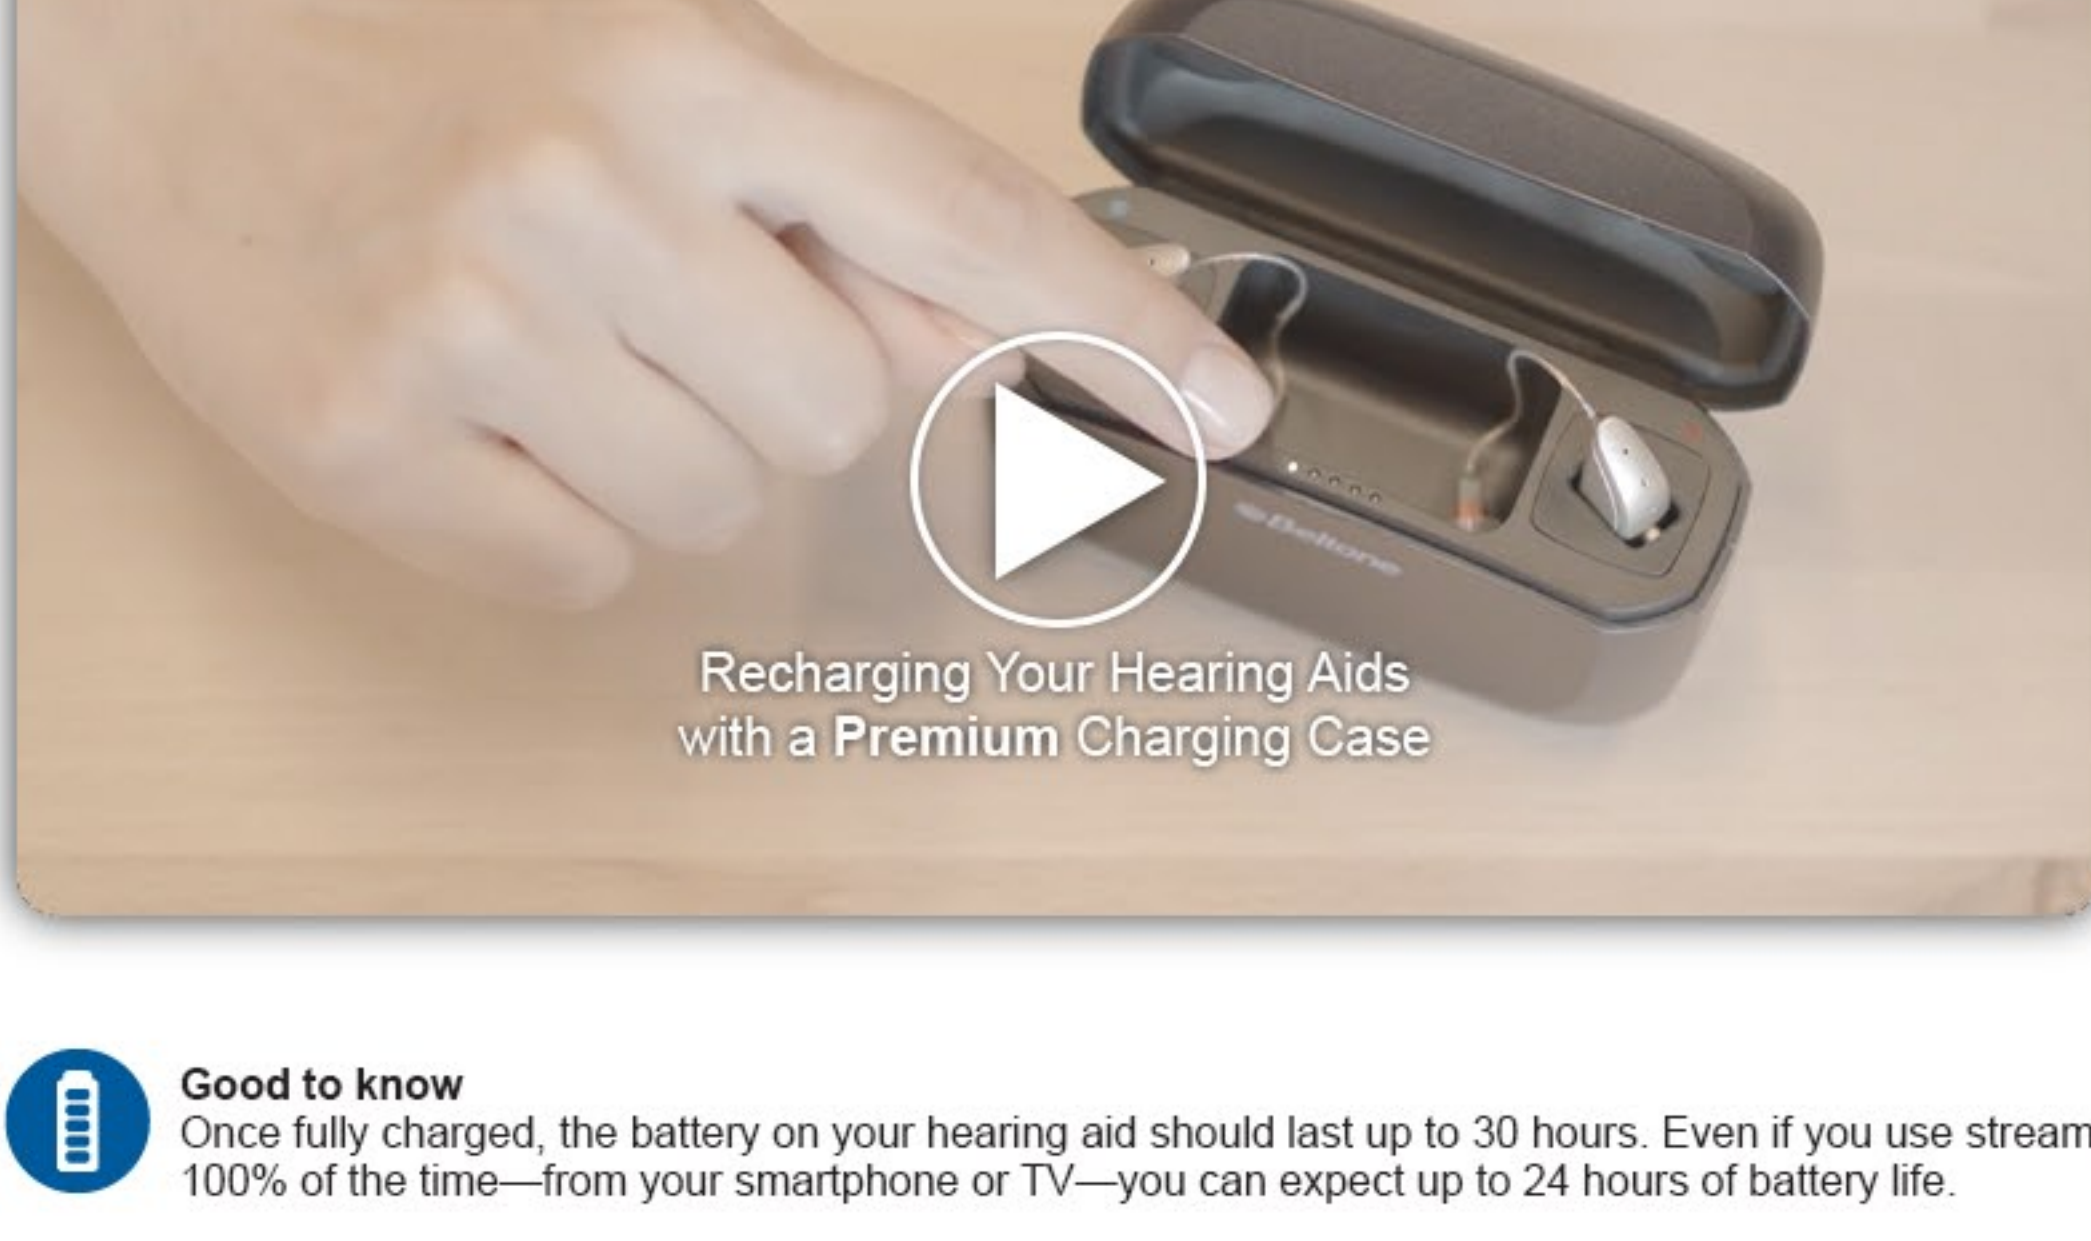 Beltone
Recharging Your Hearing Aids
with a Premium Charging Case
Good to know
Once fully charged, the battery on your hearing aid should last up to 30 hours. Even if you use stream
100% of the time—from your smartphone or TV—you can expect up to 24 hours of battery life.